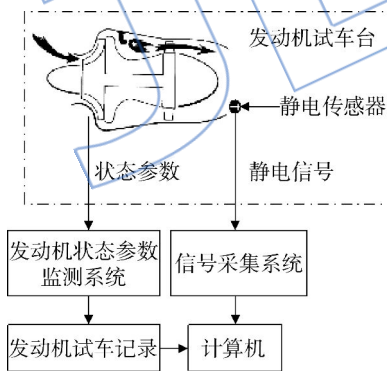 发动机试车台
静电传感器
状态参数
静电信号
发动机状态参数
监测系统
信号采集系统
发动机试车记录
计算机